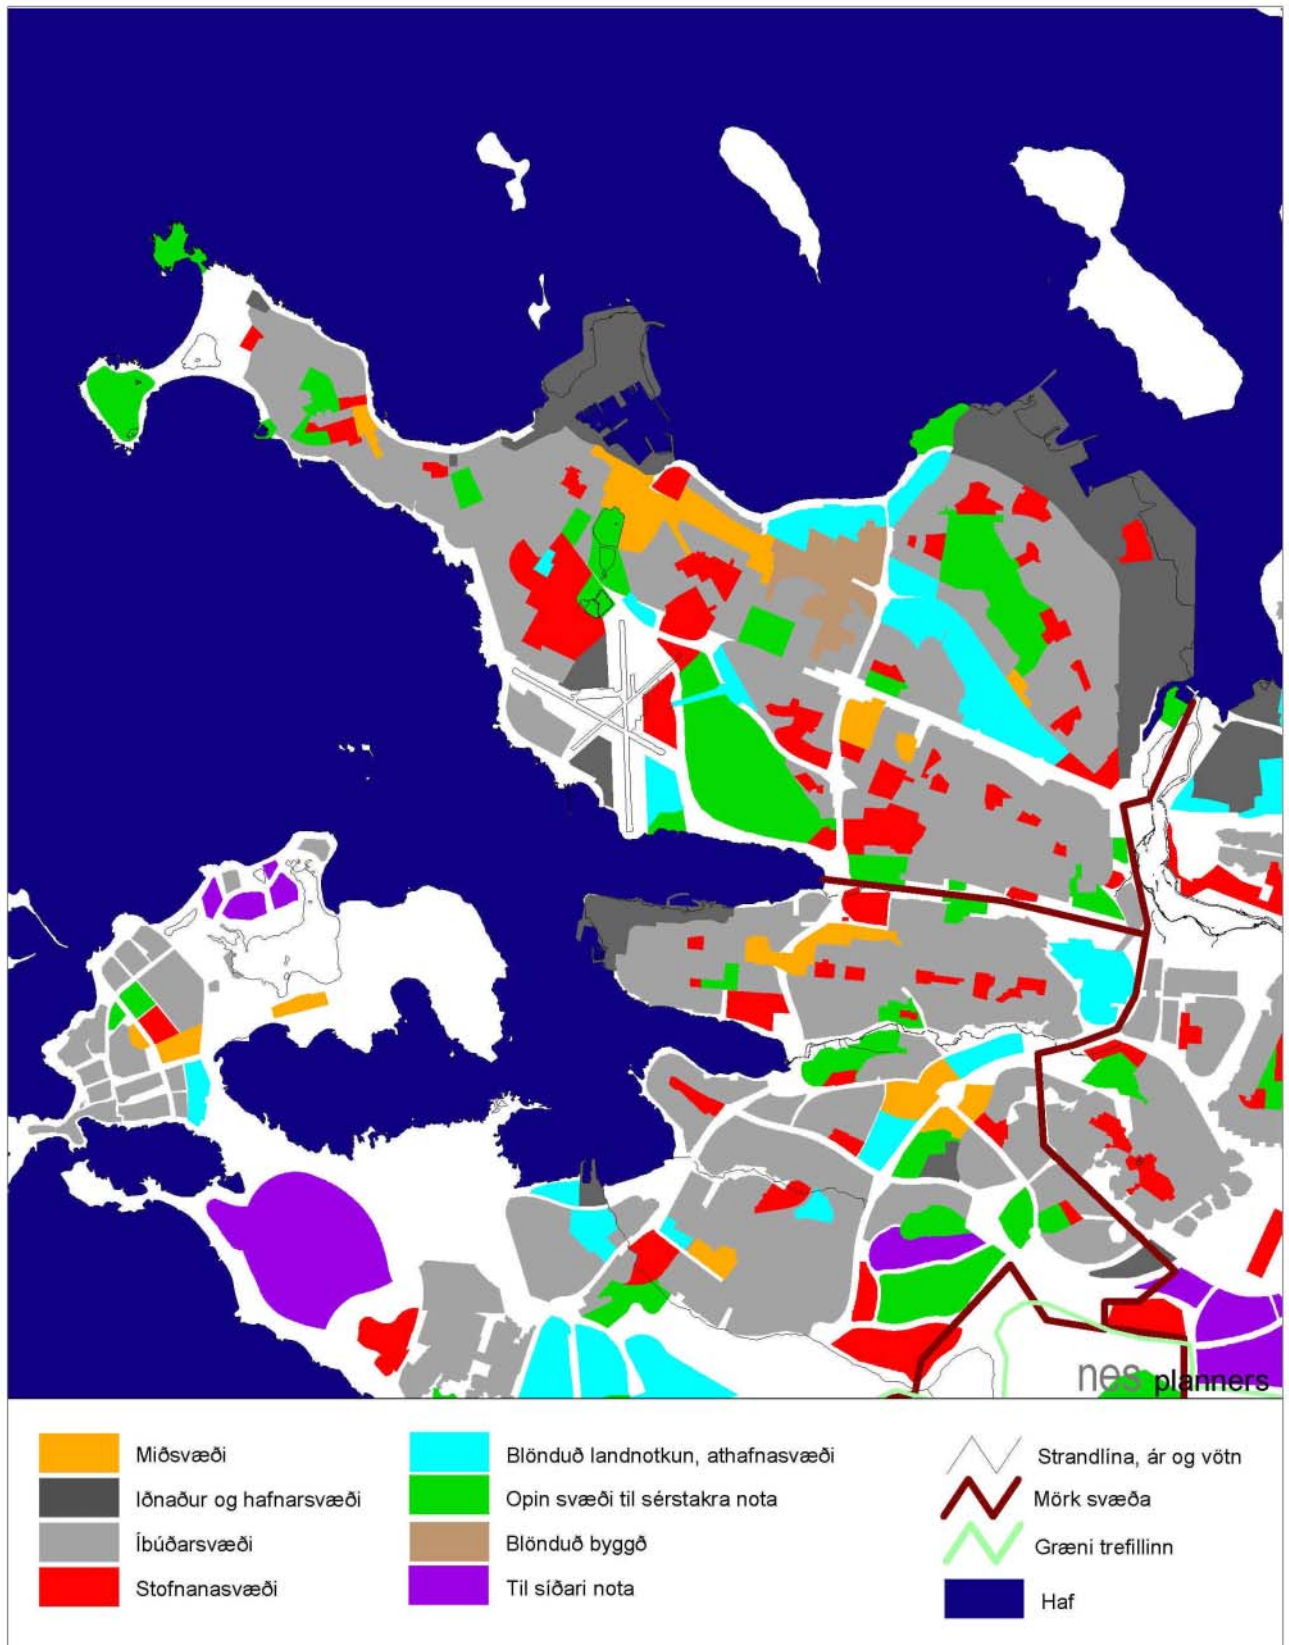 nes planners
Miðsvæði
Iðnaður og hafnarsvæði
Íbúðarsvæði
Stofnanasvæði
Blönduð landnotkun, athafnasvæði
Opin svæði til sérstakra nota
Blönduð byggð
Til síðari nota
Strandlína, ár og vötn
Mörk svæða
Græni trefillinn
Haf